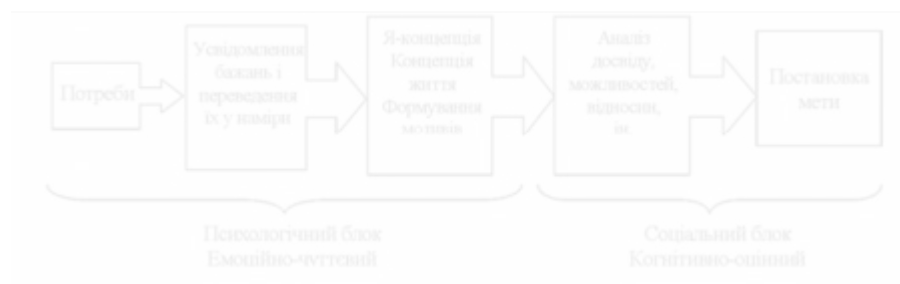 Потреби
Усвідомлення
бажань і
переведення
їх у наміри
Я-концепція
Концепція
життя
Формування
мотивів
Аналіз
досвіду,
можливостей,
відносин,
ін.
Постановка
мети
Психологічний блок
Емоційно-чуттєвий
Соціальний блок
Когнітивно-оцінний